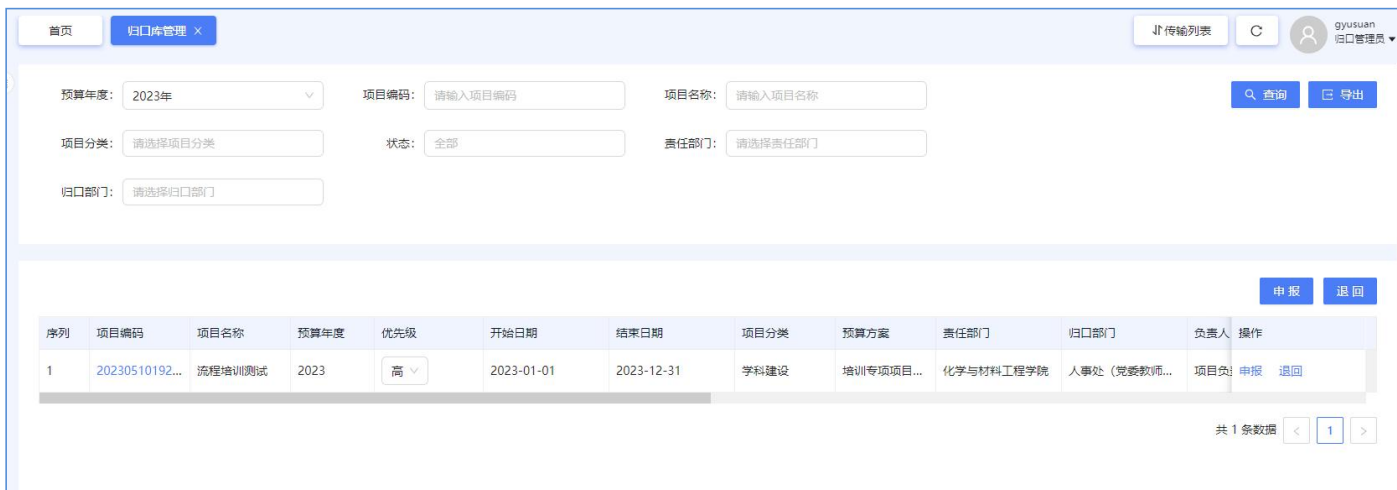 首页 归口库管理 × 传输列表 C gyusuan
归口管理员
预算年度： 2023年 项目编码： 请输入项目编码 项目名称： 请输入项目名称 查询 导出
项目分类： 请选择项目分类 状态： 全部 责任部门： 请选择责任部门
归口部门： 请选择归口部门
申报 退回
序列 项目编码 项目名称 预算年度 优先级 开始日期 结束日期 项目分类 预算方案 责任部门 归口部门 负责人 操作
1 20230510192... 流程培训测试 2023 高 2023-01-01 2023-12-31 学科建设 培训专项项目... 化学与材料工程学院 人事处（党委教师... 项目负 申报 退回
共 1 条数据 < 1 >